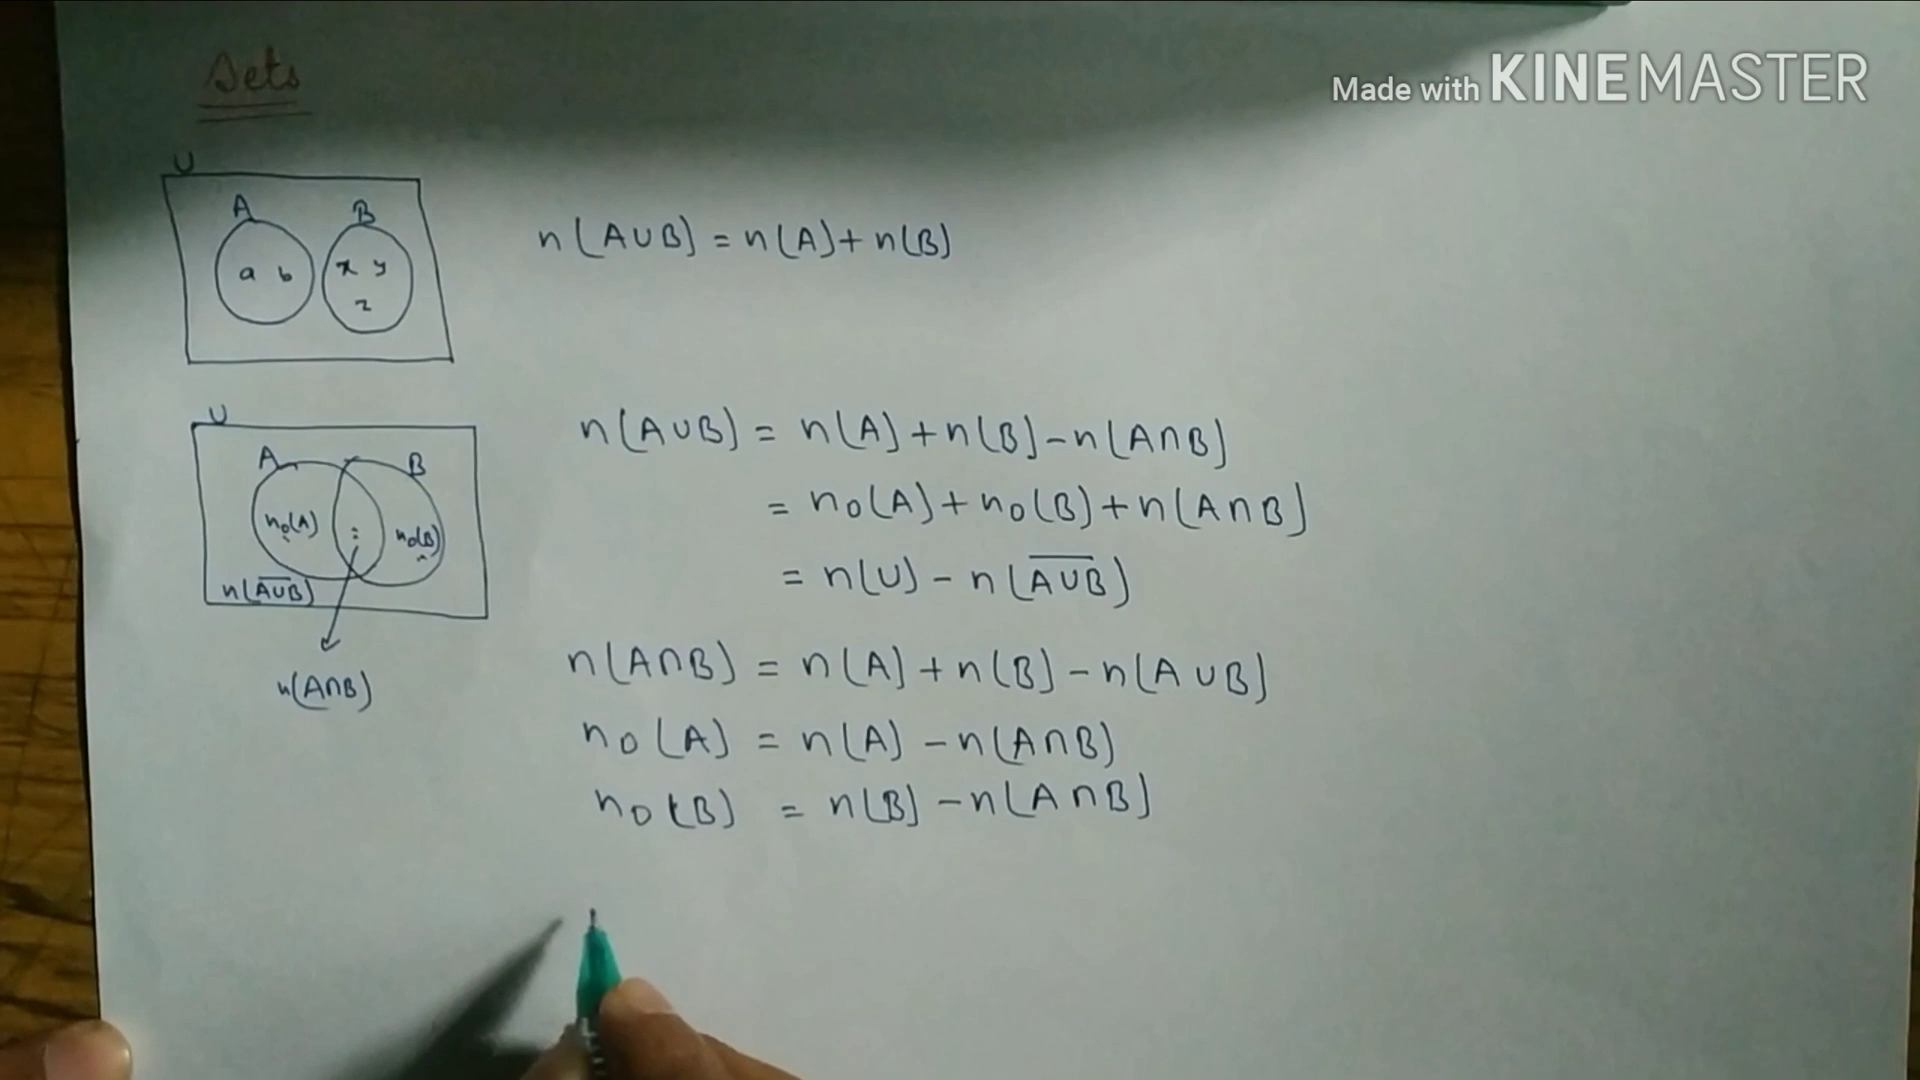 Sets
Made with KINEMASTER
U
A B
a b x y
z
n(A∪B) = n(A) + n(B)
U
A B
n₀(A) n₀(B)
n(A̅∪̅B̅)
n(A∩B)
n(A∪B) = n(A) + n(B) - n(A∩B)
= n₀(A) + n₀(B) + n(A∩B)
= n(U) - n(A̅∪̅B̅)
n(A∩B) = n(A) + n(B) - n(A∪B)
n₀(A) = n(A) - n(A∩B)
n₀(B) = n(B) - n(A∩B)